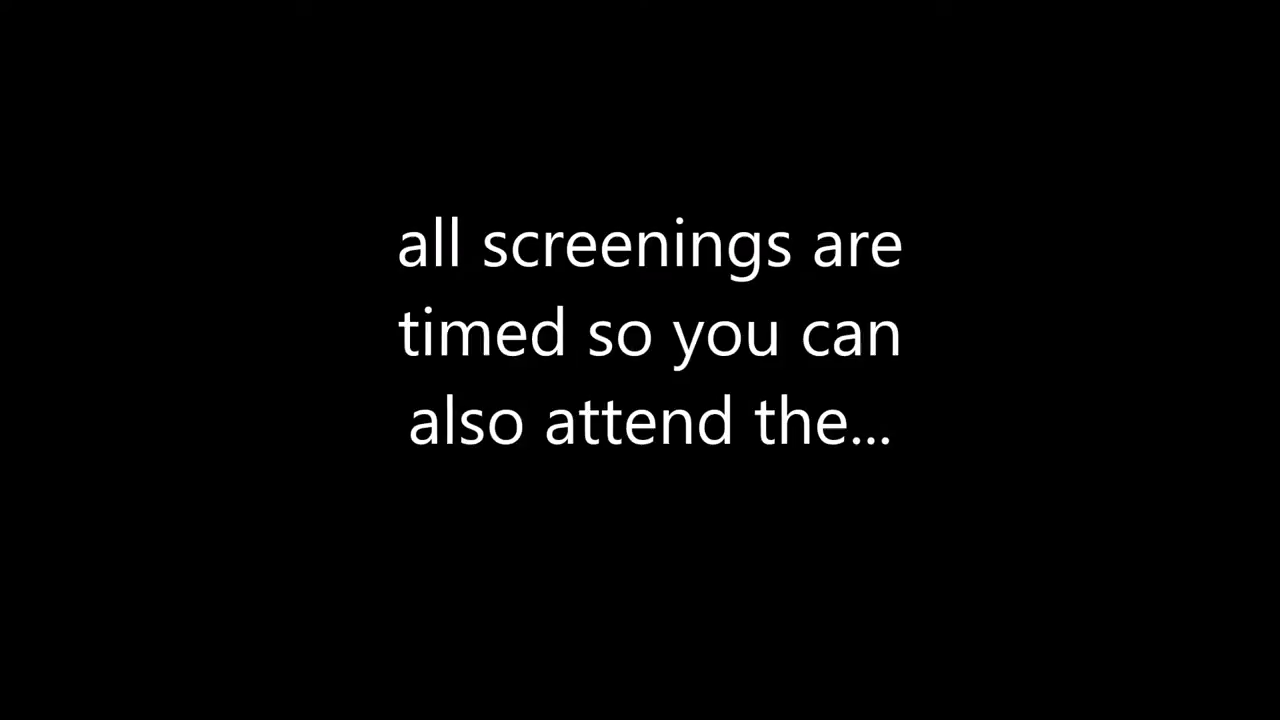 all screenings are
timed so you can
also attend the...